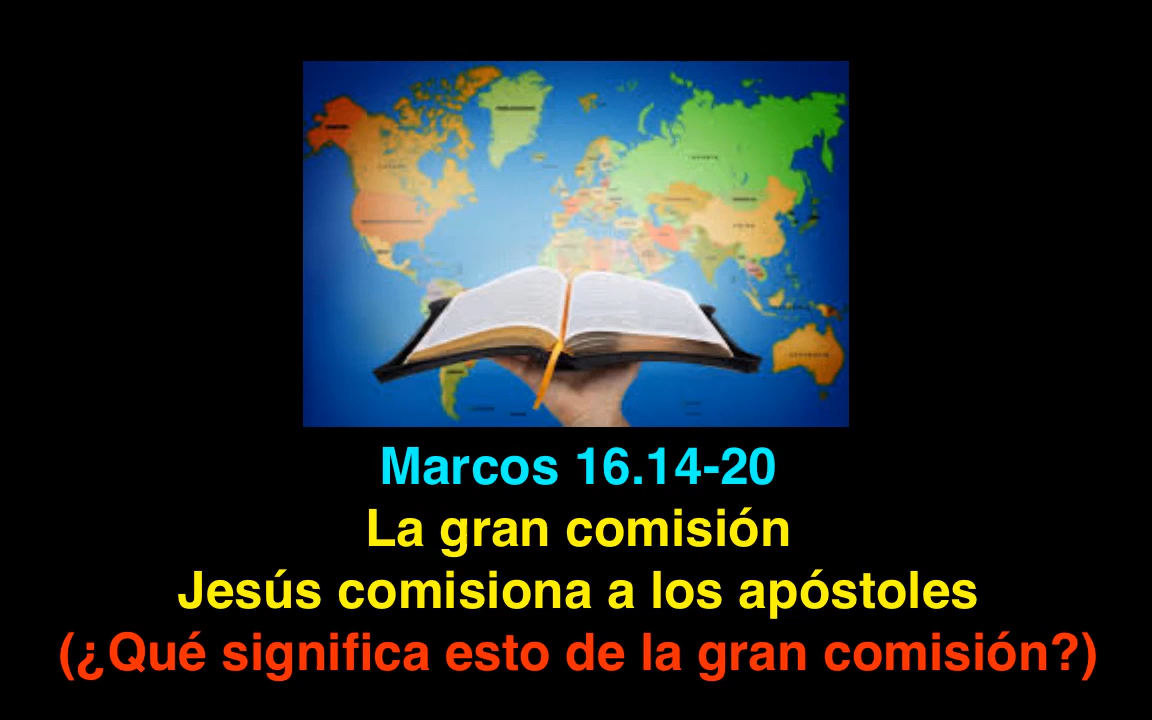 Marcos 16.14-20
La gran comisión
Jesús comisiona a los apóstoles
(¿Qué significa esto de la gran comisión?)